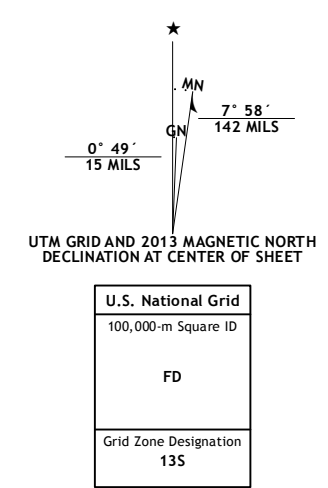 ★
MN
7° 58´
142 MILS
GN
0° 49´
15 MILS
UTM GRID AND 2013 MAGNETIC NORTH
DECLINATION AT CENTER OF SHEET
U.S. National Grid
100,000-m Square ID
FD
Grid Zone Designation
13S